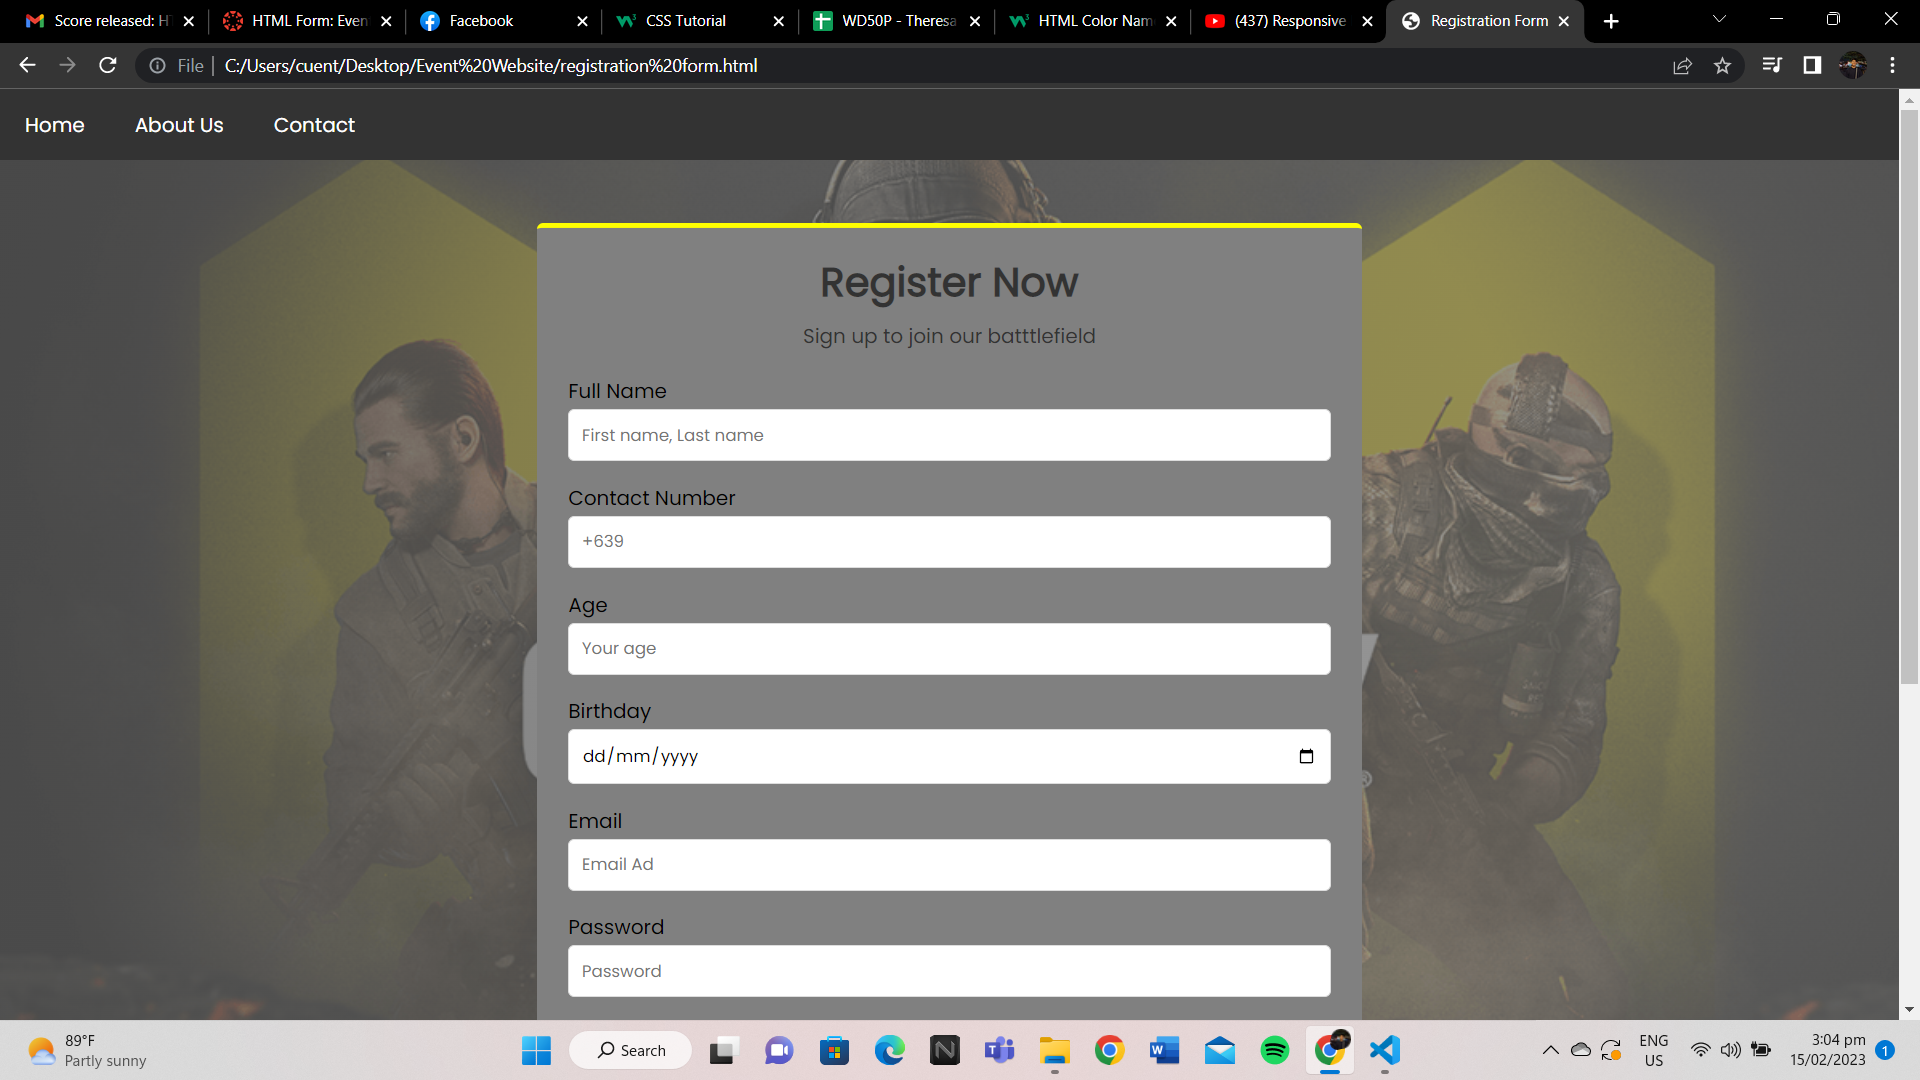 Score released: H
HTML Form: Even
Facebook
CSS Tutorial
WD50P - Theresa
HTML Color Nam
(437) Responsive
Registration Form
File
C:/Users/cuent/Desktop/Event%20Website/registration%20form.html
Home
About Us
Contact
Register Now
Sign up to join our batttlefield
Full Name
First name, Last name
Contact Number
+639
Age
Your age
Birthday
dd/mm/yyyy
Email
Email Ad
Password
Password
89°F
Partly sunny
Search
ENG
US
3:04 pm
15/02/2023
1